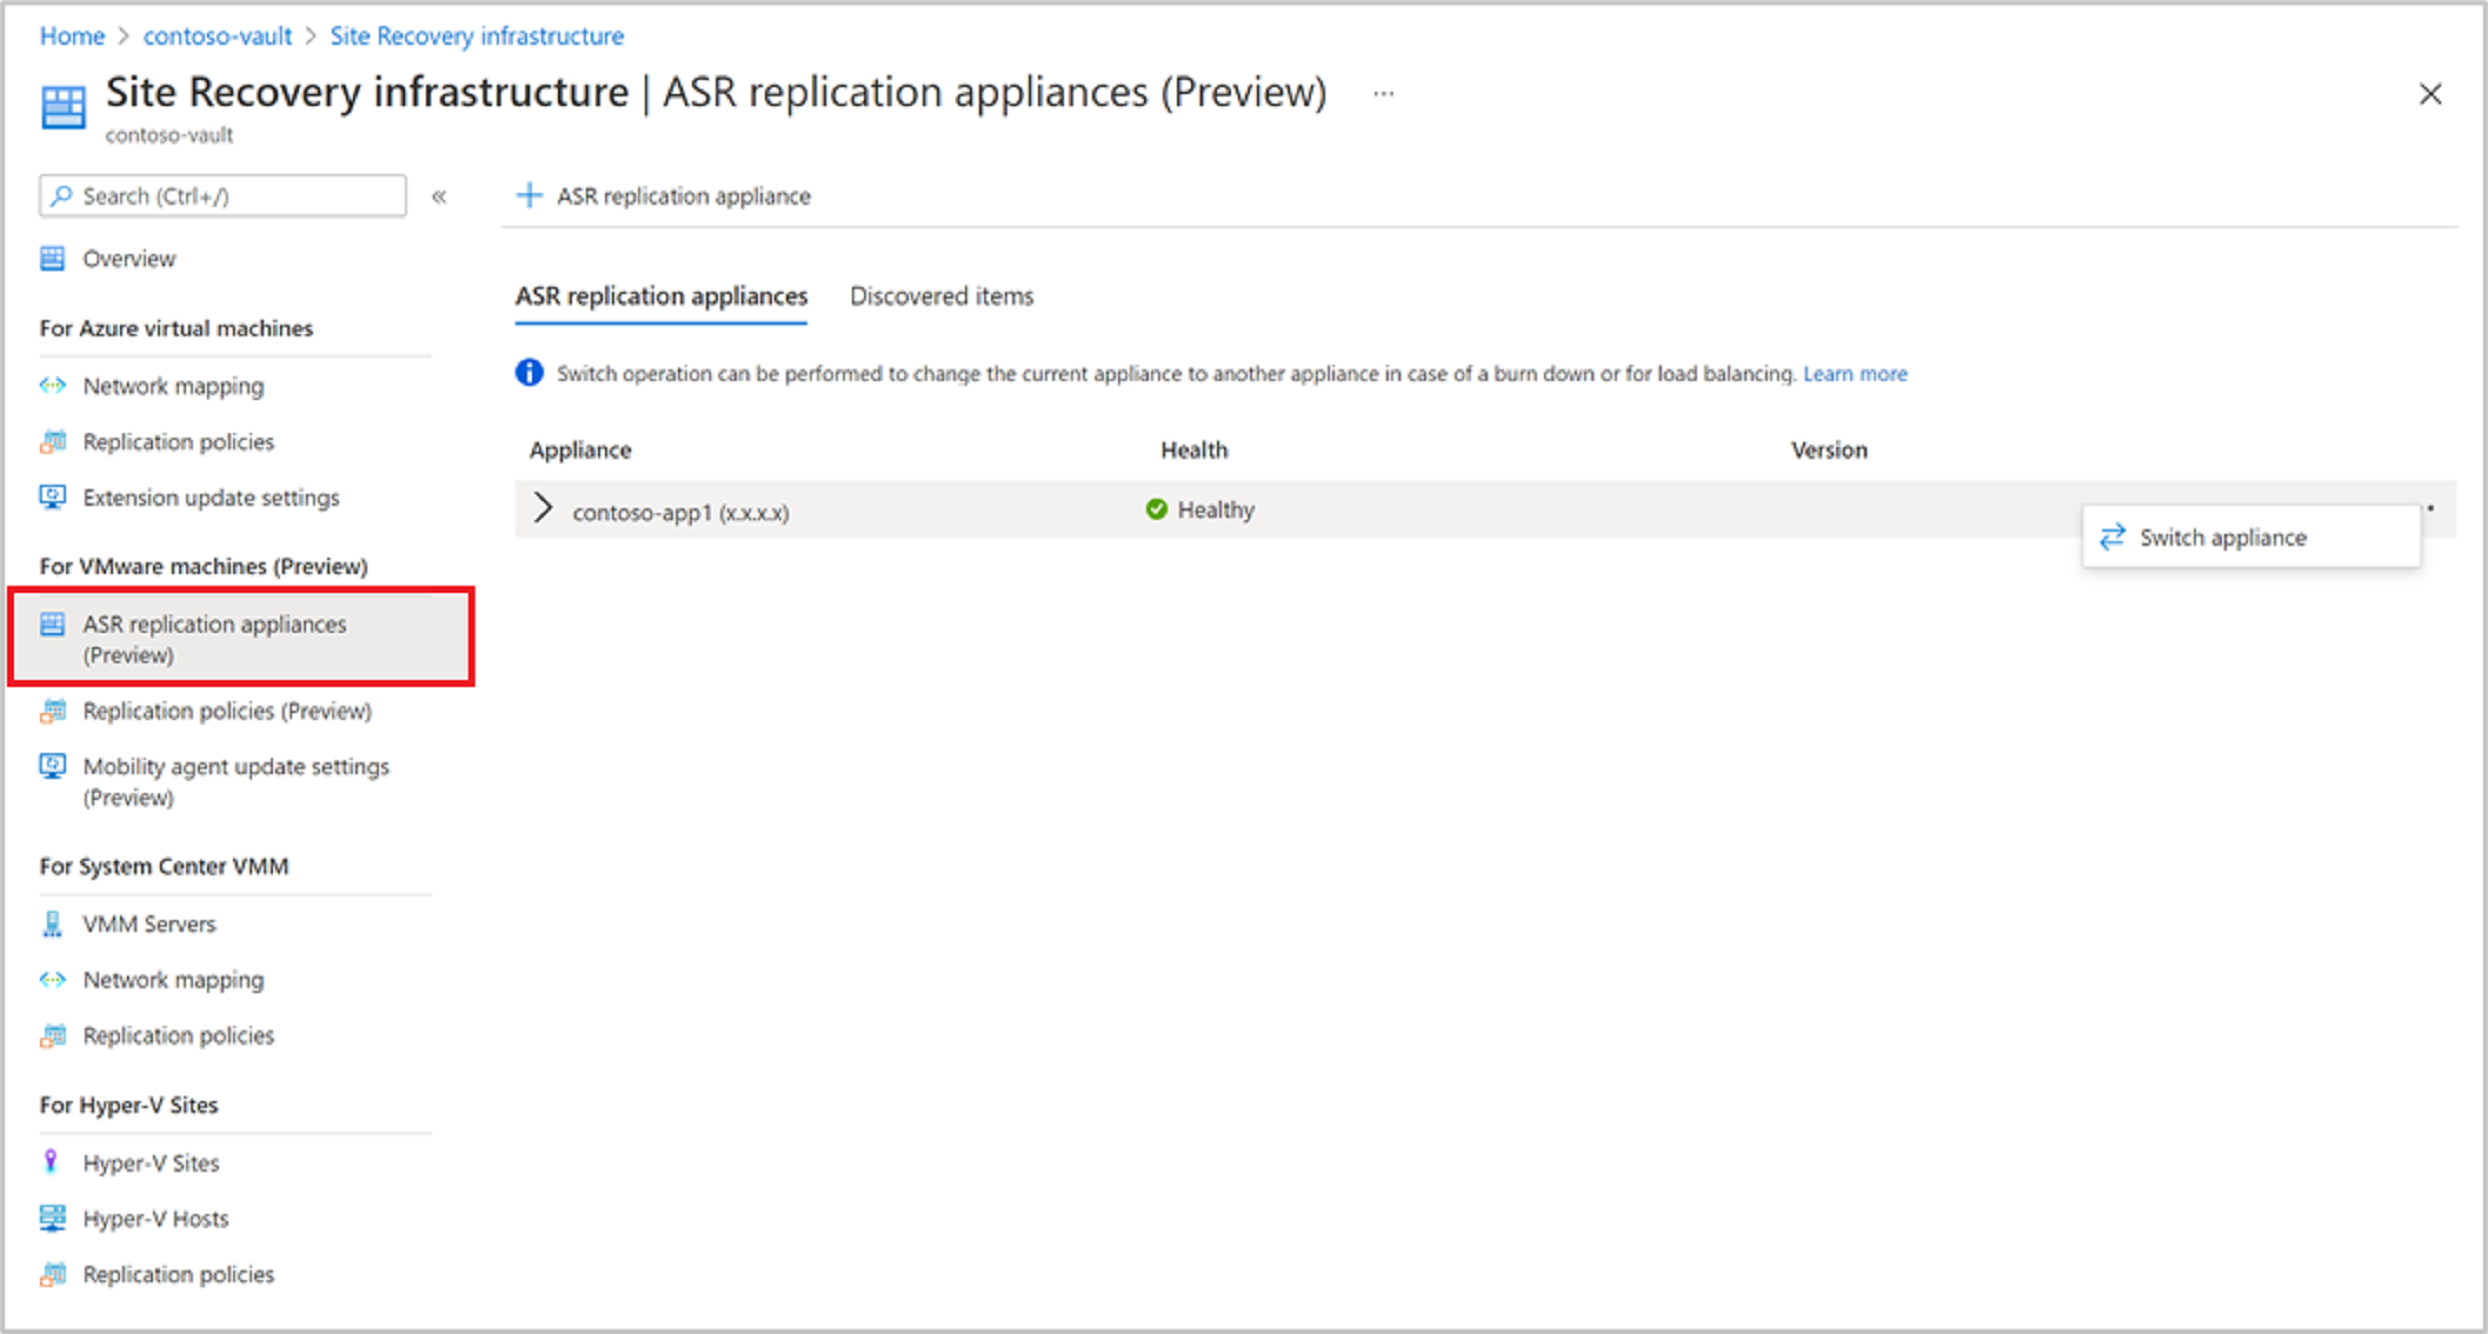 Home > contoso-vault > Site Recovery infrastructure
Site Recovery infrastructure | ASR replication appliances (Preview) ...
contoso-vault
Search (Ctrl+/) «
Overview
For Azure virtual machines
Network mapping
Replication policies
Extension update settings
For VMware machines (Preview)
ASR replication appliances
(Preview)
Replication policies (Preview)
Mobility agent update settings
(Preview)
For System Center VMM
VMM Servers
Network mapping
Replication policies
For Hyper-V Sites
Hyper-V Sites
Hyper-V Hosts
Replication policies
ASR replication appliance
ASR replication appliances Discovered items
Switch operation can be performed to change the current appliance to another appliance in case of a burn down or for load balancing. Learn more
Appliance Health Version
contoso-app1 (x.x.x.x) Healthy
Switch appliance